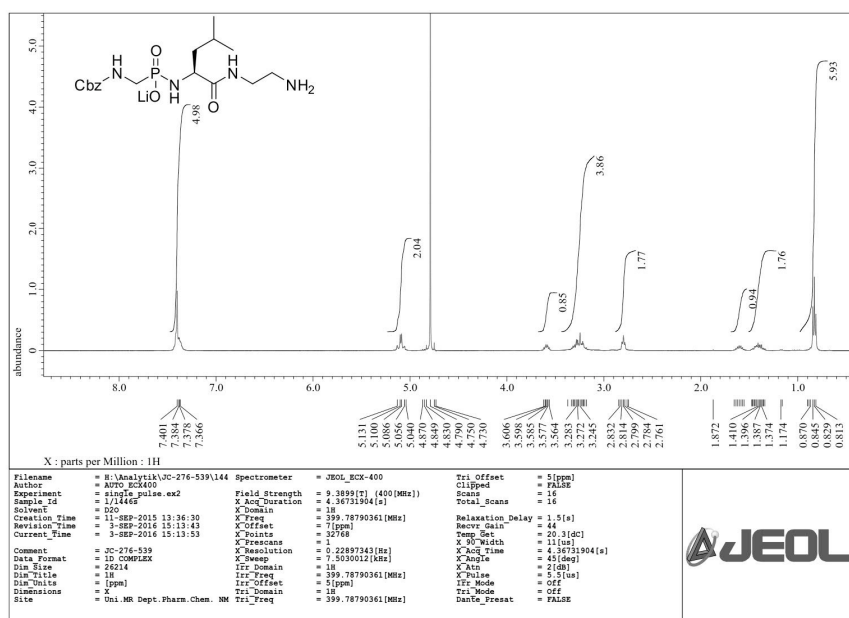 O
H
N P
Cbz N NH2
LiO H
N
H
N
O
abundance
0 1.0 2.0 3.0 4.0 5.0
4.98
2.04
0.85
3.86
1.77
0.94
1.76
5.93
8.0 7.0 6.0 5.0 4.0 3.0 2.0 1.0
7.401 7.384 7.378 7.366
5.131 5.100 5.086 5.056 5.040 4.870 4.849 4.830 4.790 4.750 4.730
3.606 3.598 3.585 3.577 3.564 3.283 3.272 3.245 2.832 2.814 2.799 2.784 2.761
1.872 1.410 1.396 1.387 1.374 1.174 0.870 0.845 0.829 0.813
X : parts per Million : 1H
Filename = H:\Analytik\JC-276-539\144
Author = AUTO_ECX400
Experiment = single_pulse.ex2
Sample_Id = 1/1446s
Solvent = D2O
Creation_Time = 11-SEP-2015 13:36:30
Revision_Time = 3-SEP-2016 15:13:43
Current_Time = 3-SEP-2016 15:13:53
Comment = JC-276-539
Data_Format = 1D COMPLEX
Dim_Size = 26214
Dim_Title = 1H
Dim_Units = [ppm]
Dimensions = X
Site = Uni.MR Dept.Pharm.Chem. NM
Spectrometer = JEOL_ECX-400
Field_Strength = 9.3899[T] (400[MHz])
X_Acq_Duration = 4.36731904[s]
X_Domain = 1H
X_Freq = 399.78790361[MHz]
X_Offset = 7[ppm]
X_Points = 32768
X_Prescans = 1
X_Resolution = 0.22897343[Hz]
X_Sweep = 7.5030012[kHz]
Irr_Domain = 1H
Irr_Freq = 399.78790361[MHz]
Irr_Offset = 5[ppm]
Tri_Domain = 1H
Tri_Freq = 399.78790361[MHz]
Tri_Offset = 5[ppm]
Clipped = FALSE
Scans = 16
Total_Scans = 16
Relaxation_Delay = 1.5[s]
Recvr_Gain = 44
Temp_Get = 20.3[dC]
X_90_Width = 11[us]
X_Acq_Time = 4.36731904[s]
X_Angle = 45[deg]
X_Atn = 2[dB]
X_Pulse = 5.5[us]
Irr_Mode = Off
Tri_Mode = Off
Dante_Presat = FALSE
JEOL